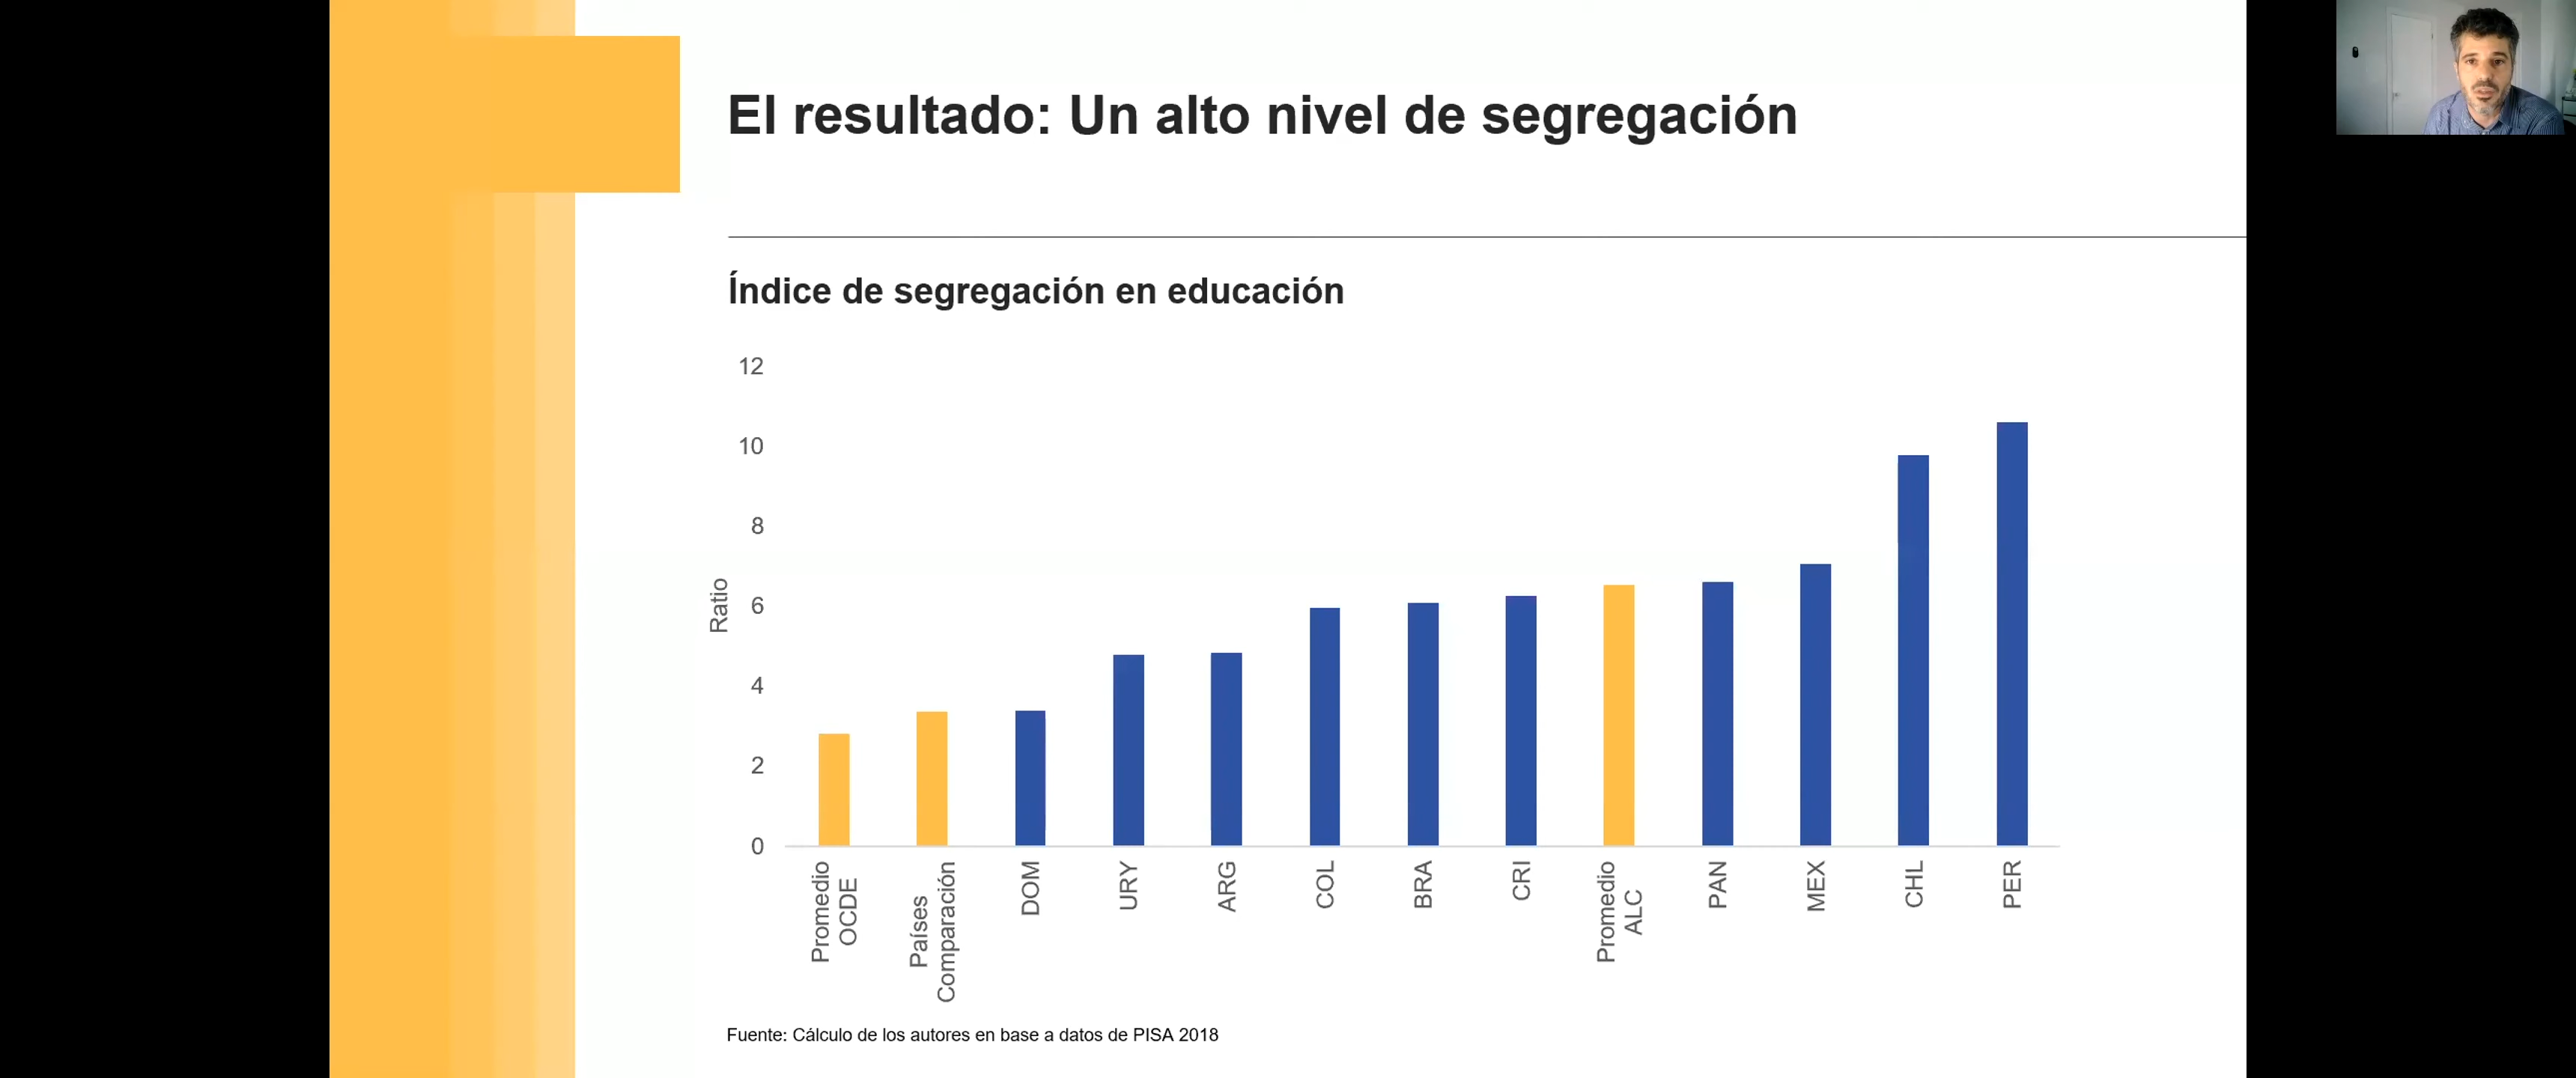 El resultado: Un alto nivel de segregación
Índice de segregación en educación
12
10
8
6
4
2
0
Ratio
Promedio
OCDE
Países
Comparación
DOM
URY
ARG
COL
BRA
CRI
Promedio
ALC
PAN
MEX
CHL
PER
Fuente: Cálculo de los autores en base a datos de PISA 2018